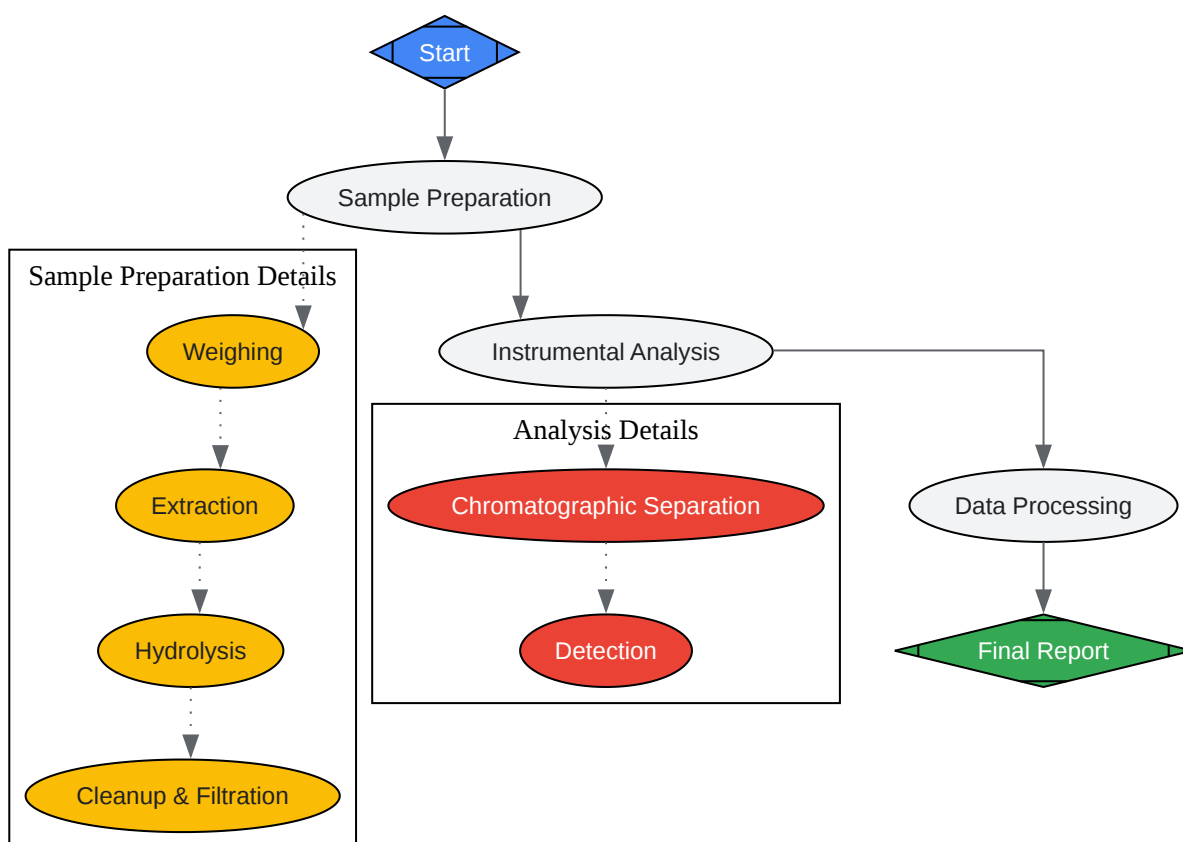 Start
Sample Preparation
Sample Preparation Details
Weighing
Extraction
Hydrolysis
Cleanup & Filtration
Instrumental Analysis
Analysis Details
Chromatographic Separation
Detection
Data Processing
Final Report